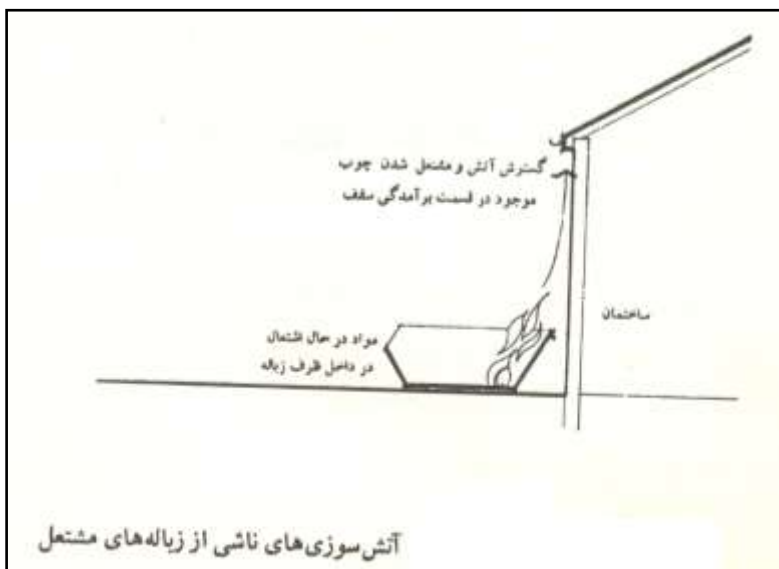 گسترش آتش و مشتعل شدن چوب
موجود در قسمت برآمدگی سقف
ساختمان
مواد در حال اشتعال
در داخل ظرف زباله
آتش‌سوزی‌های ناشی از زباله‌های مشتعل